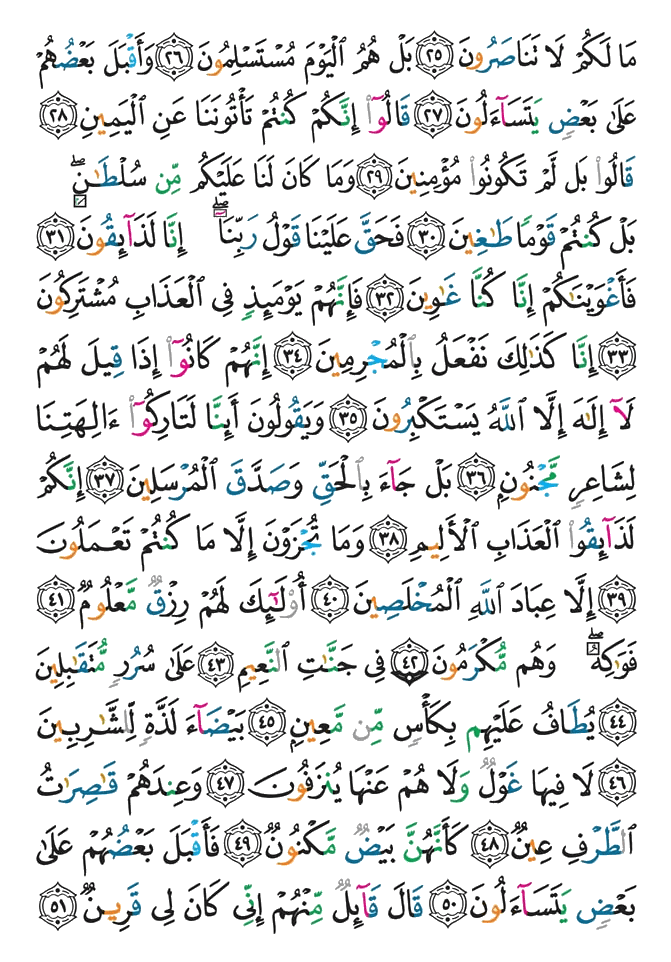 مَا لَكُمْ لَا تَنَاصَرُونَ ﴿٢٥﴾ بَلْ هُمُ ٱلْيَوْمَ مُسْتَسْلِمُونَ ﴿٢٦﴾ وَأَقْبَلَ بَعْضُهُمْ
عَلَىٰ بَعْضٍ يَتَسَآءَلُونَ ﴿٢٧﴾ قَالُوٓا۟ إِنَّكُمْ كُنتُمْ تَأْتُونَنَا عَنِ ٱلْيَمِينِ ﴿٢٨﴾
قَالُوا۟ بَل لَّمْ تَكُونُوا۟ مُؤْمِنِينَ ﴿٢٩﴾ وَمَا كَانَ لَنَا عَلَيْكُم مِّن سُلْطَـٰنٍۭ ۖ
بَلْ كُنتُمْ قَوْمًا طَـٰغِينَ ﴿٣٠﴾ فَحَقَّ عَلَيْنَا قَوْلُ رَبِّنَآ ۖ إِنَّا لَذَآئِقُونَ ﴿٣١﴾
فَأَغْوَيْنَـٰكُمْ إِنَّا كُنَّا غَـٰوِينَ ﴿٣٢﴾ فَإِنَّهُمْ يَوْمَئِذٍ فِى ٱلْعَذَابِ مُشْتَرِكُونَ
﴿٣٣﴾ إِنَّا كَذَٰلِكَ نَفْعَلُ بِٱلْمُجْرِمِينَ ﴿٣٤﴾ إِنَّهُمْ كَانُوٓا۟ إِذَا قِيلَ لَهُمْ
لَآ إِلَـٰهَ إِلَّا ٱللَّهُ يَسْتَكْبِرُونَ ﴿٣٥﴾ وَيَقُولُونَ أَئِنَّا لَتَارِكُوٓا۟ ءَالِهَتِنَا
لِشَاعِرٍ مَّجْنُونٍۭ ﴿٣٦﴾ بَلْ جَآءَ بِٱلْحَقِّ وَصَدَّقَ ٱلْمُرْسَلِينَ ﴿٣٧﴾ إِنَّكُمْ
لَذَآئِقُوا۟ ٱلْعَذَابِ ٱلْأَلِيمِ ﴿٣٨﴾ وَمَا تُجْزَوْنَ إِلَّا مَا كُنتُمْ تَعْمَلُونَ
﴿٣٩﴾ إِلَّا عِبَادَ ٱللَّهِ ٱلْمُخْلَصِينَ ﴿٤٠﴾ أُو۟لَـٰٓئِكَ لَهُمْ رِزْقٌ مَّعْلُومٌ ﴿٤١﴾
فَوَٰكِهُ ۖ وَهُم مُّكْرَمُونَ ﴿٤٢﴾ فِى جَنَّـٰتِ ٱلنَّعِيمِ ﴿٤٣﴾ عَلَىٰ سُرُرٍ مُّتَقَـٰبِلِينَ
﴿٤٤﴾ يُطَافُ عَلَيْهِم بِكَأْسٍ مِّن مَّعِينٍۭ ﴿٤٥﴾ بَيْضَآءَ لَذَّةٍ لِّلشَّـٰرِبِينَ
﴿٤٦﴾ لَا فِيهَا غَوْلٌ وَلَا هُمْ عَنْهَا يُنزَفُونَ ﴿٤٧﴾ وَعِندَهُمْ قَـٰصِرَٰتُ
ٱلطَّرْفِ عِينٌ ﴿٤٨﴾ كَأَنَّهُنَّ بَيْضٌ مَّكْنُونٌ ﴿٤٩﴾ فَأَقْبَلَ بَعْضُهُمْ عَلَىٰ
بَعْضٍ يَتَسَآءَلُونَ ﴿٥٠﴾ قَالَ قَآئِلٌ مِّنْهُمْ إِنِّى كَانَ لِى قَرِينٌ ﴿٥١﴾